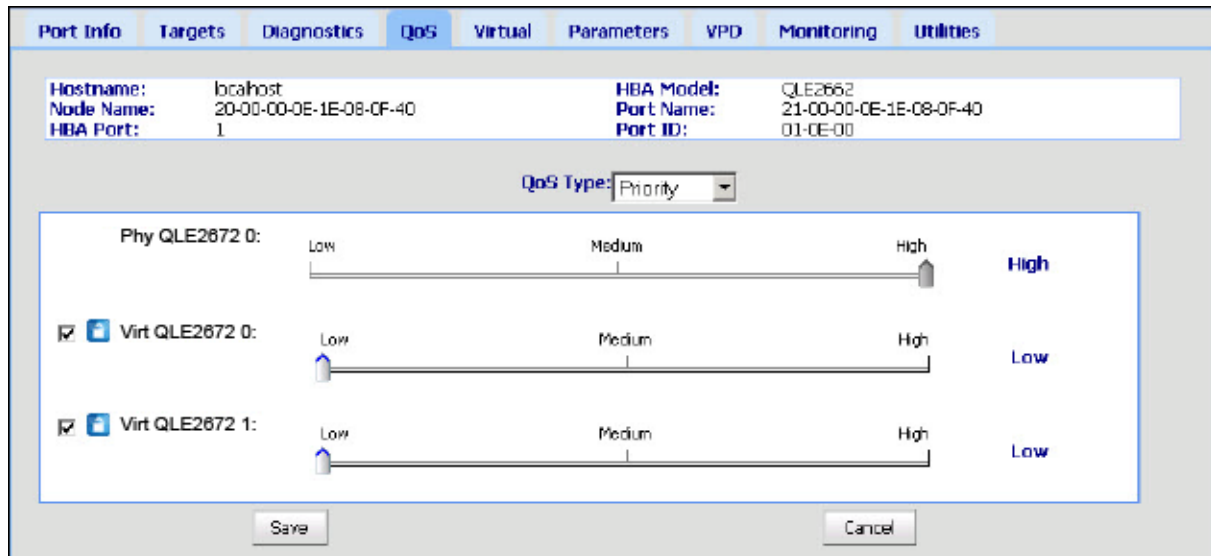 Port Info Targets Diagnostics QoS Virtual Parameters VPD Monitoring Utilities
Hostname: localhost HBA Model: QLE2662
Node Name: 20-00-00-0E-1E-08-0F-40 Port Name: 21-00-00-0E-1E-08-0F-40
HBA Port: 1 Port ID: 01-0E-00
QoS Type: Priority
Phy QLE2672 0: Low Medium High High
Virt QLE2672 0: Low Medium High Low
Virt QLE2672 1: Low Medium High Low
Save Cancel